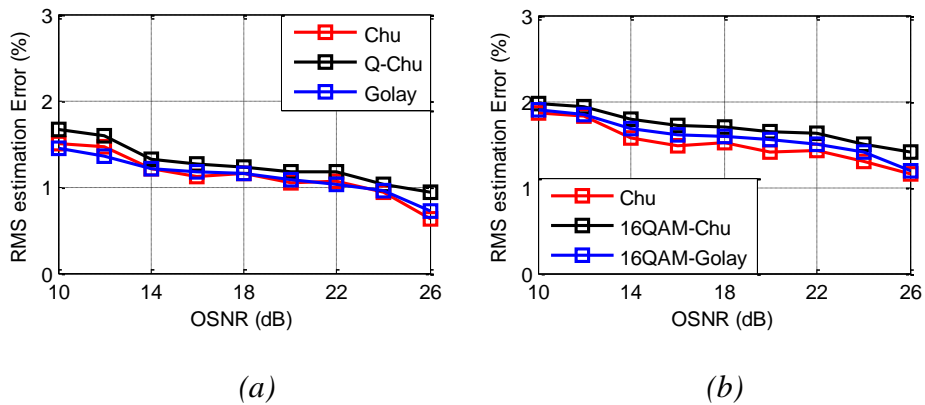 RMS estimation Error (%)
3
2
1
0
Chu
Q-Chu
Golay
10
14
18
22
26
OSNR (dB)
(a)
RMS estimation Error (%)
3
2
1
0
Chu
16QAM-Chu
16QAM-Golay
10
14
18
22
26
OSNR (dB)
(b)